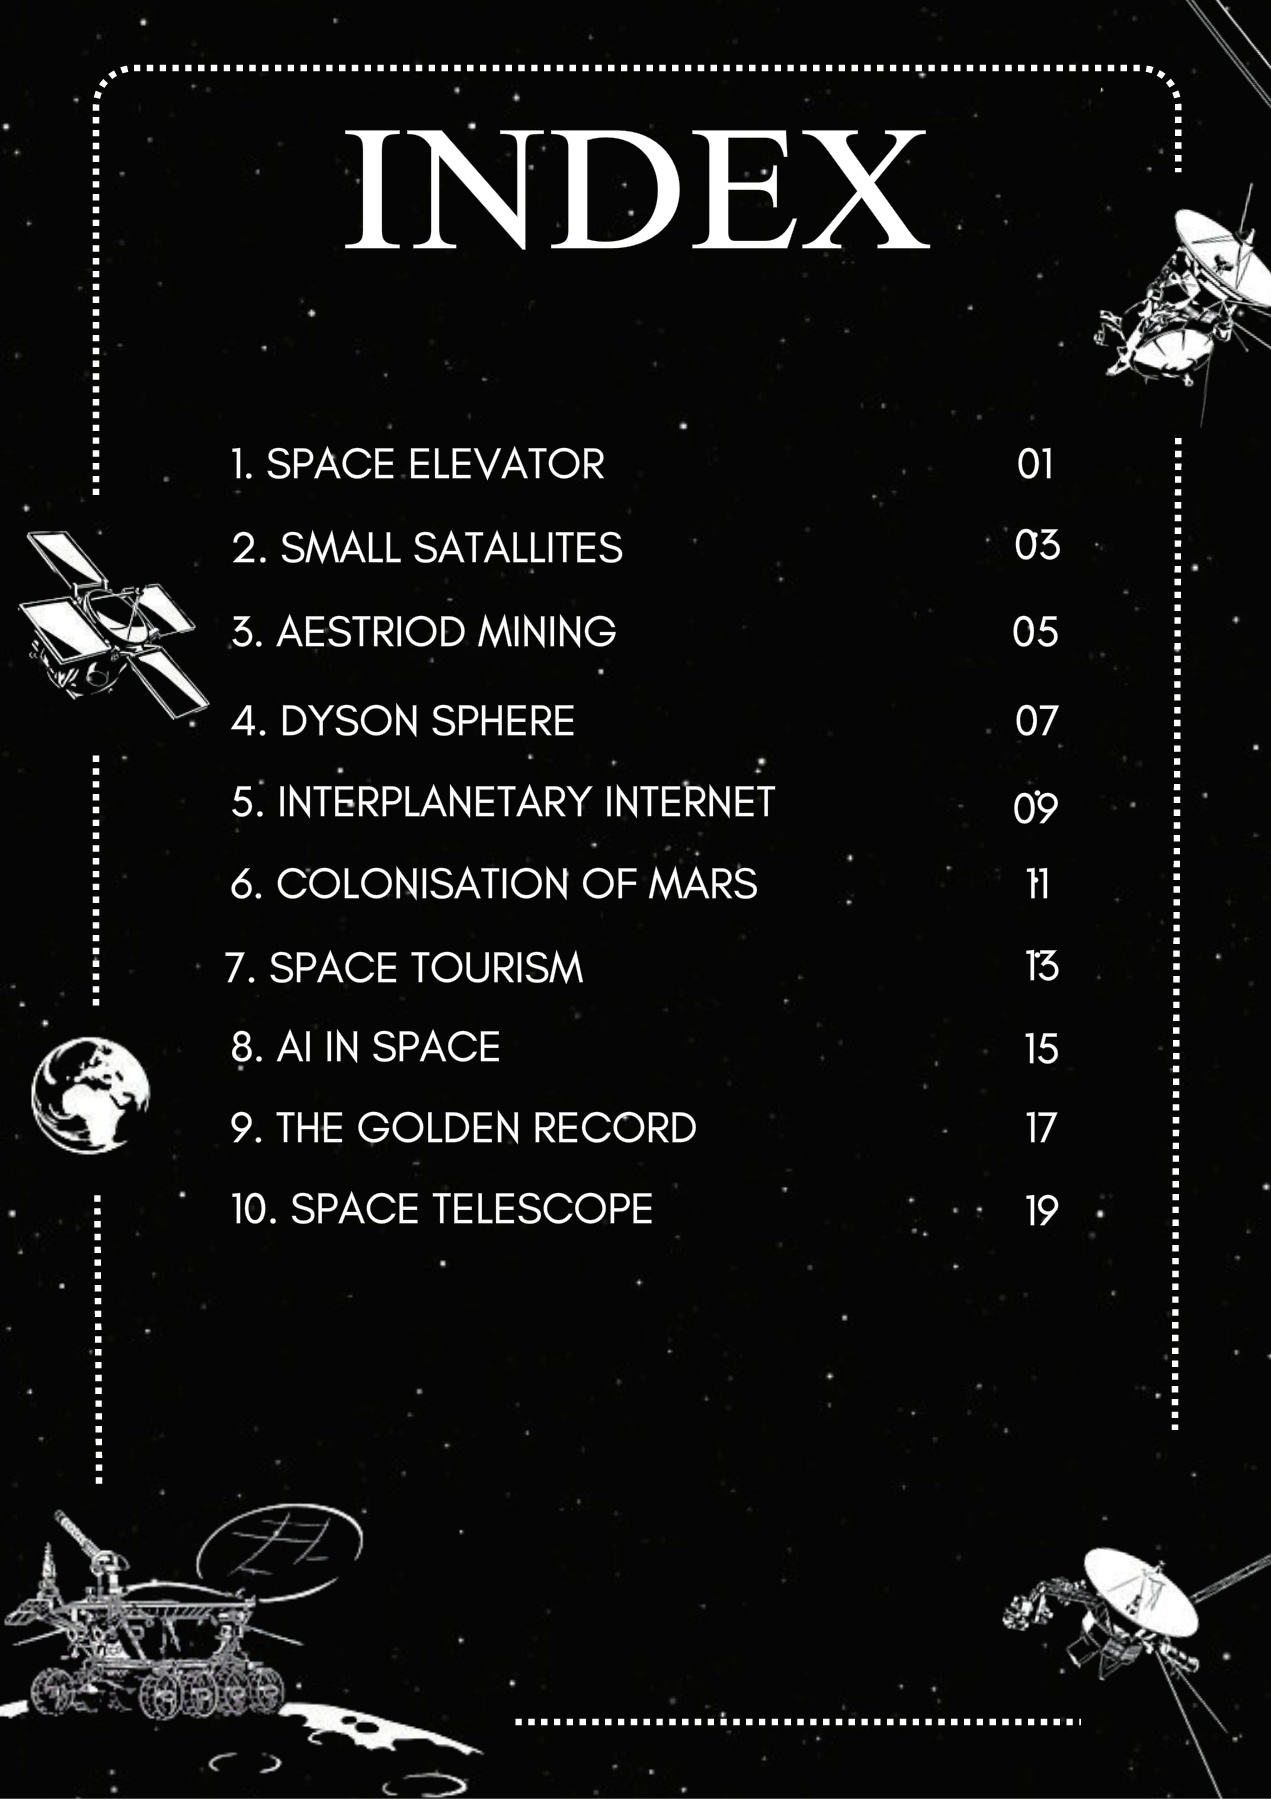 INDEX
1. SPACE ELEVATOR 01
2. SMALL SATALLITES 03
3. AESTRIOD MINING 05
4. DYSON SPHERE 07
5. INTERPLANETARY INTERNET 09
6. COLONISATION OF MARS 11
7. SPACE TOURISM 13
8. AI IN SPACE 15
9. THE GOLDEN RECORD 17
10. SPACE TELESCOPE 19